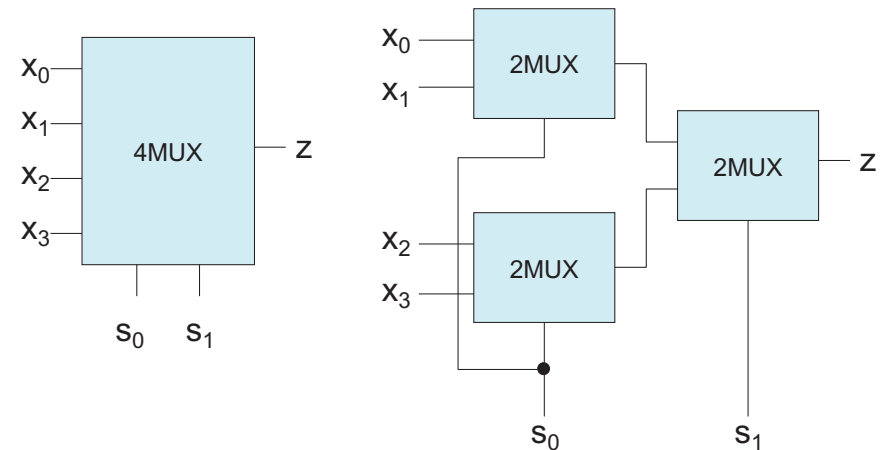 x₀
x₁
x₂
x₃
4MUX
z
s₀ s₁
x₀
x₁
2MUX
x₂
x₃
2MUX
2MUX
z
s₀
s₁